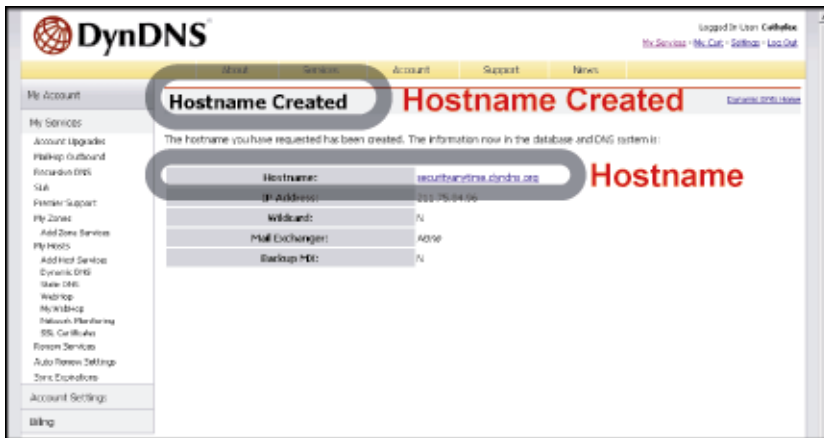 DynDNS
Logged In User: Catholex
My Services - My Cart - Settings - Log Out
About Services Account Support News
My Account
Hostname Created
Hostname Created
Dynamic DNS Home
My Services
Account Upgrades
MailHop Outbound
Recursive DNS
SLA
Premier Support
My Zones
Add Zone Services
My Hosts
Add Host Services
Dynamic DNS
Static DNS
WebHop
MyWebHop
Network Monitoring
SSL Certificates
Renew Services
Auto Renew Settings
Sync Expirations
Account Settings
Billing
The hostname you have requested has been created. The information now in the database and DNS system is:
Hostname: securityanytime.dyndns.org
Hostname
IP Address:
Wildcard: N
Mail Exchanger: None
Backup MX: N